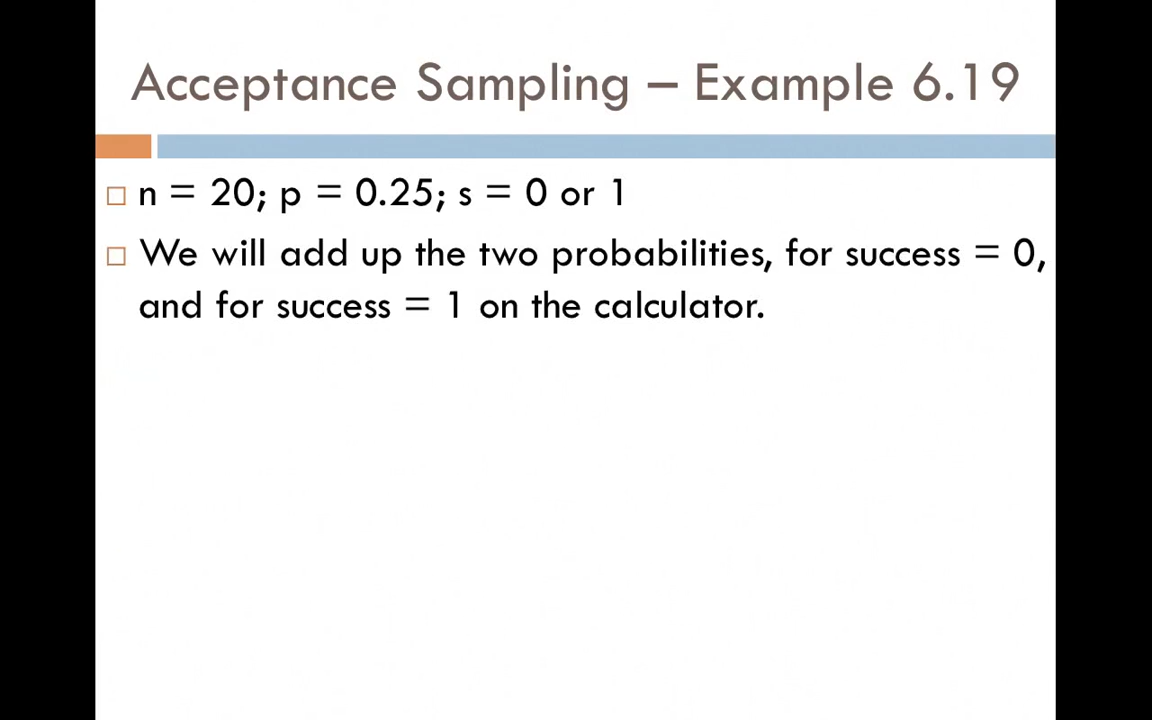 Acceptance Sampling – Example 6.19
n = 20; p = 0.25; s = 0 or 1
We will add up the two probabilities, for success = 0,
and for success = 1 on the calculator.